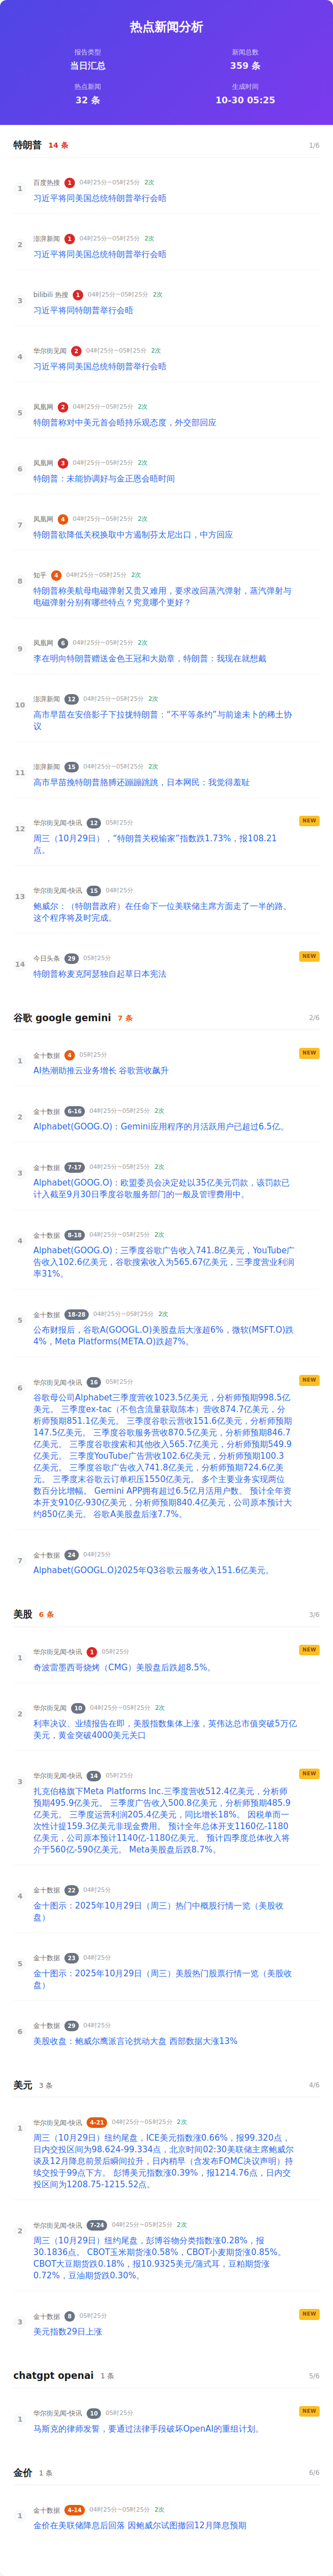 热点新闻分析
报告类型
当日汇总
新闻总数
359 条
热点新闻
32 条
生成时间
10-30 05:25
特朗普 14 条 1/6
1 百度热搜 1 04时25分~05时25分 2次
习近平将同美国总统特朗普举行会晤
2 澎湃新闻 1 04时25分~05时25分 2次
习近平将同美国总统特朗普举行会晤
3 bilibili 热搜 1 04时25分~05时25分 2次
习近平将同特朗普举行会晤
4 华尔街见闻 2 04时25分~05时25分 2次
习近平将同美国总统特朗普举行会晤
5 凤凰网 2 04时25分~05时25分 2次
特朗普称对中美元首会晤持乐观态度，外交部回应
6 凤凰网 3 04时25分~05时25分 2次
特朗普：未能协调好与金正恩会晤时间
7 凤凰网 4 04时25分~05时25分 2次
特朗普欲降低关税换取中方遏制芬太尼出口，中方回应
8 知乎 4 04时25分~05时25分 2次
特朗普称美航母电磁弹射又贵又难用，要求改回蒸汽弹射，蒸汽弹射与
电磁弹射分别有哪些特点？究竟哪个更好？
9 凤凰网 6 04时25分~05时25分 2次
李在明向特朗普赠送金色王冠和大勋章，特朗普：我现在就想戴
10 澎湃新闻 12 04时25分~05时25分 2次
高市早苗在安倍影子下拉拢特朗普：“不平等条约”与前途未卜的稀土协
议
11 澎湃新闻 15 04时25分~05时25分 2次
高市早苗挽特朗普胳膊还蹦蹦跳跳，日本网民：我觉得羞耻
12 华尔街见闻-快讯 12 05时25分 NEW
周三（10月29日），“特朗普关税输家”指数跌1.73%，报108.21
点。
13 华尔街见闻-快讯 15 04时25分
鲍威尔：（特朗普政府）在任命下一位美联储主席方面走了一半的路。
这个程序将及时完成。
14 今日头条 29 05时25分 NEW
特朗普称麦克阿瑟独自起草日本宪法
谷歌 google gemini 7 条 2/6
1 金十数据 4 05时25分 NEW
AI热潮助推云业务增长 谷歌营收飙升
2 金十数据 6-16 04时25分~05时25分 2次
Alphabet(GOOG.O)：Gemini应用程序的月活跃用户已超过6.5亿。
3 金十数据 7-17 04时25分~05时25分 2次
Alphabet(GOOG.O)：欧盟委员会决定处以35亿美元罚款，该罚款已
计入截至9月30日季度谷歌服务部门的一般及管理费用中。
4 金十数据 8-18 04时25分~05时25分 2次
Alphabet(GOOG.O)：三季度谷歌广告收入741.8亿美元，YouTube广
告收入102.6亿美元，谷歌搜索收入为565.67亿美元，三季度营业利润
率31%。
5 金十数据 18-28 04时25分~05时25分 2次
公布财报后，谷歌A(GOOGL.O)美股盘后大涨超6%，微软(MSFT.O)跌
4%，Meta Platforms(META.O)跌超7%。
6 华尔街见闻-快讯 16 05时25分 NEW
谷歌母公司Alphabet三季度营收1023.5亿美元，分析师预期998.5亿
美元。 三季度ex-tac（不包含流量获取陈本）营收874.7亿美元，分
析师预期851.1亿美元。 三季度谷歌云营收151.6亿美元，分析师预期
147.5亿美元。 三季度谷歌服务营收870.5亿美元，分析师预期846.7
亿美元。 三季度谷歌搜索和其他收入565.7亿美元，分析师预期549.9
亿美元。 三季度YouTube广告营收102.6亿美元，分析师预期100.3
亿美元。 三季度谷歌广告收入741.8亿美元，分析师预期724.6亿美
元。 三季度末谷歌云订单积压1550亿美元。 多个主要业务实现两位
数百分比增幅。 Gemini APP拥有超过6.5亿月活用户数。 预计全年资
本开支910亿-930亿美元，分析师预期840.4亿美元，公司原本预计大
约850亿美元。 谷歌A美股盘后涨7.7%。
7 金十数据 24 04时25分
Alphabet(GOOGL.O)2025年Q3谷歌云服务收入151.6亿美元。
美股 6 条 3/6
1 华尔街见闻-快讯 1 05时25分 NEW
奇波雷墨西哥烧烤（CMG）美股盘后跌超8.5%。
2 华尔街见闻 10 04时25分~05时25分 2次
利率决议、业绩报告在即，美股指数集体上涨，英伟达总市值突破5万亿
美元，黄金突破4000美元关口
3 华尔街见闻-快讯 14 05时25分 NEW
扎克伯格旗下Meta Platforms Inc.三季度营收512.4亿美元，分析师
预期495.9亿美元。 三季度广告收入500.8亿美元，分析师预期485.9
亿美元。 三季度运营利润205.4亿美元，同比增长18%。 因税单而一
次性计提159.3亿美元非现金费用。 预计全年总体开支1160亿-1180
亿美元，公司原本预计1140亿-1180亿美元。 预计四季度总体收入将
介于560亿-590亿美元。 Meta美股盘后跌8.7%。
4 金十数据 22 04时25分
金十图示：2025年10月29日（周三）热门中概股行情一览（美股收
盘）
5 金十数据 23 04时25分
金十图示：2025年10月29日（周三）美股热门股票行情一览（美股收
盘）
6 金十数据 29 04时25分
美股收盘：鲍威尔鹰派言论扰动大盘 西部数据大涨13%
美元 3 条 4/6
1 华尔街见闻-快讯 4-21 04时25分~05时25分 2次
周三（10月29日）纽约尾盘，ICE美元指数涨0.66%，报99.320点，
日内交投区间为98.624-99.334点，北京时间02:30美联储主席鲍威尔
谈及12月降息前景后瞬间拉升，日内稍早（含发布FOMC决议声明）持
续交投于99点下方。 彭博美元指数涨0.39%，报1214.76点，日内交
投区间为1208.75-1215.52点。
2 华尔街见闻-快讯 7-24 04时25分~05时25分 2次
周三（10月29日）纽约尾盘，彭博谷物分类指数涨0.28%，报
30.1836点。 CBOT玉米期货涨0.58%，CBOT小麦期货涨0.85%。
CBOT大豆期货跌0.18%，报10.9325美元/蒲式耳，豆粕期货涨
0.72%，豆油期货跌0.30%。
3 金十数据 8 05时25分 NEW
美元指数29日上涨
chatgpt openai 1 条 5/6
1 华尔街见闻-快讯 10 05时25分 NEW
马斯克的律师发誓，要通过法律手段破坏OpenAI的重组计划。
金价 1 条 6/6
1 金十数据 4-14 04时25分~05时25分 2次
金价在美联储降息后回落 因鲍威尔试图撤回12月降息预期